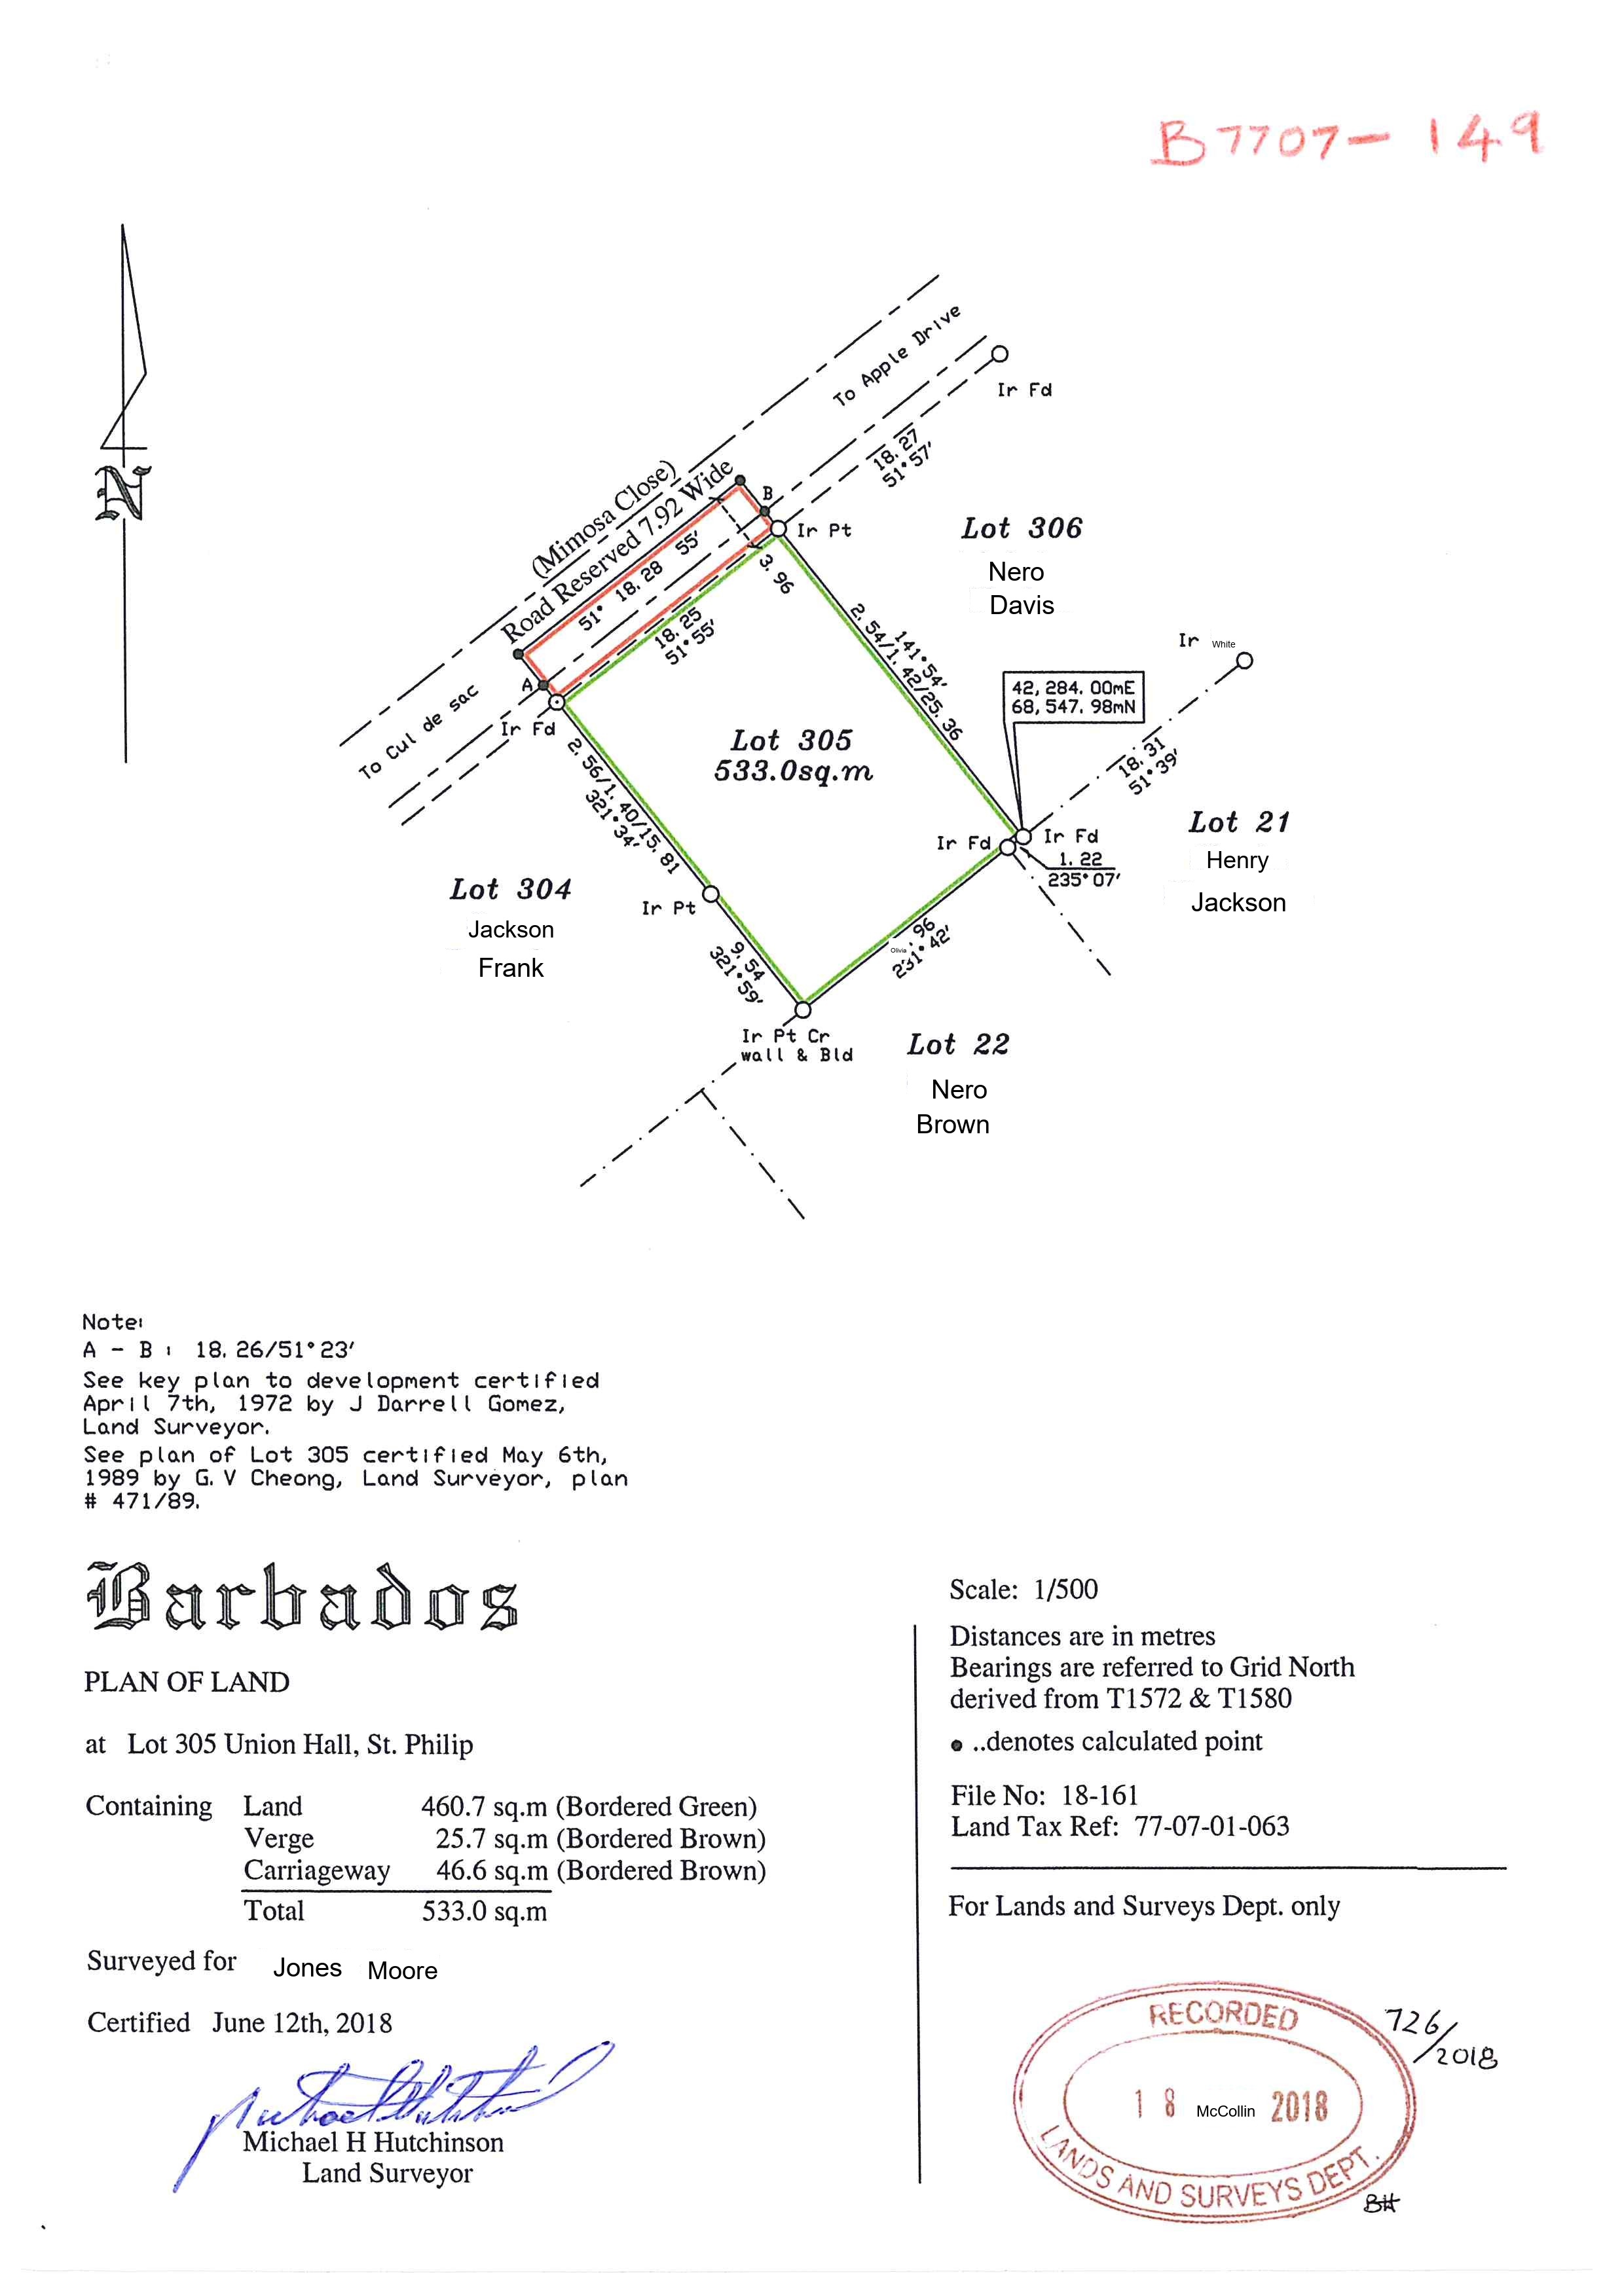 B7707-149
To Apple Drive
Ir Fd
18.27
51°57'
(Mimosa Close)
Road Reserved 7.92 Wide
51° 18.28 55'
B
Ir Pt
3.96
18.25
51°55'
A
Ir Fd
To Cul de sac
Lot 306
Nero
Davis
141°54'
2.54/1.42/25.36
Ir White
42,284.00mE
68,547.98mN
18.31
51°39'
Lot 305
533.0sq.m
2.56/1.40/15.81
321°34'
Ir Fd
Ir Fd
1.22
235°07'
Lot 21
Henry
Jackson
Lot 304
Jackson
Frank
Ir Pt
9.54
321°59'
Olivia .96
231°42'
Ir Pt Cr
wall & Bld
Lot 22
Nero
Brown
N
Note:
A - B : 18.26/51°23'
See key plan to development certified
April 7th, 1972 by J Darrell Gomez,
Land Surveyor.
See plan of Lot 305 certified May 6th,
1989 by G.V Cheong, Land Surveyor, plan
# 471/89.
Barbados
PLAN OF LAND
at Lot 305 Union Hall, St. Philip
Containing Land 460.7 sq.m (Bordered Green)
Verge 25.7 sq.m (Bordered Brown)
Carriageway 46.6 sq.m (Bordered Brown)
Total 533.0 sq.m
Surveyed for Jones Moore
Certified June 12th, 2018
Michael H Hutchinson
Land Surveyor
Scale: 1/500
Distances are in metres
Bearings are referred to Grid North
derived from T1572 & T1580
● ..denotes calculated point
File No: 18-161
Land Tax Ref: 77-07-01-063
For Lands and Surveys Dept. only
RECORDED
18 McCollin 2018
LANDS AND SURVEYS DEPT.
726/2018
BH